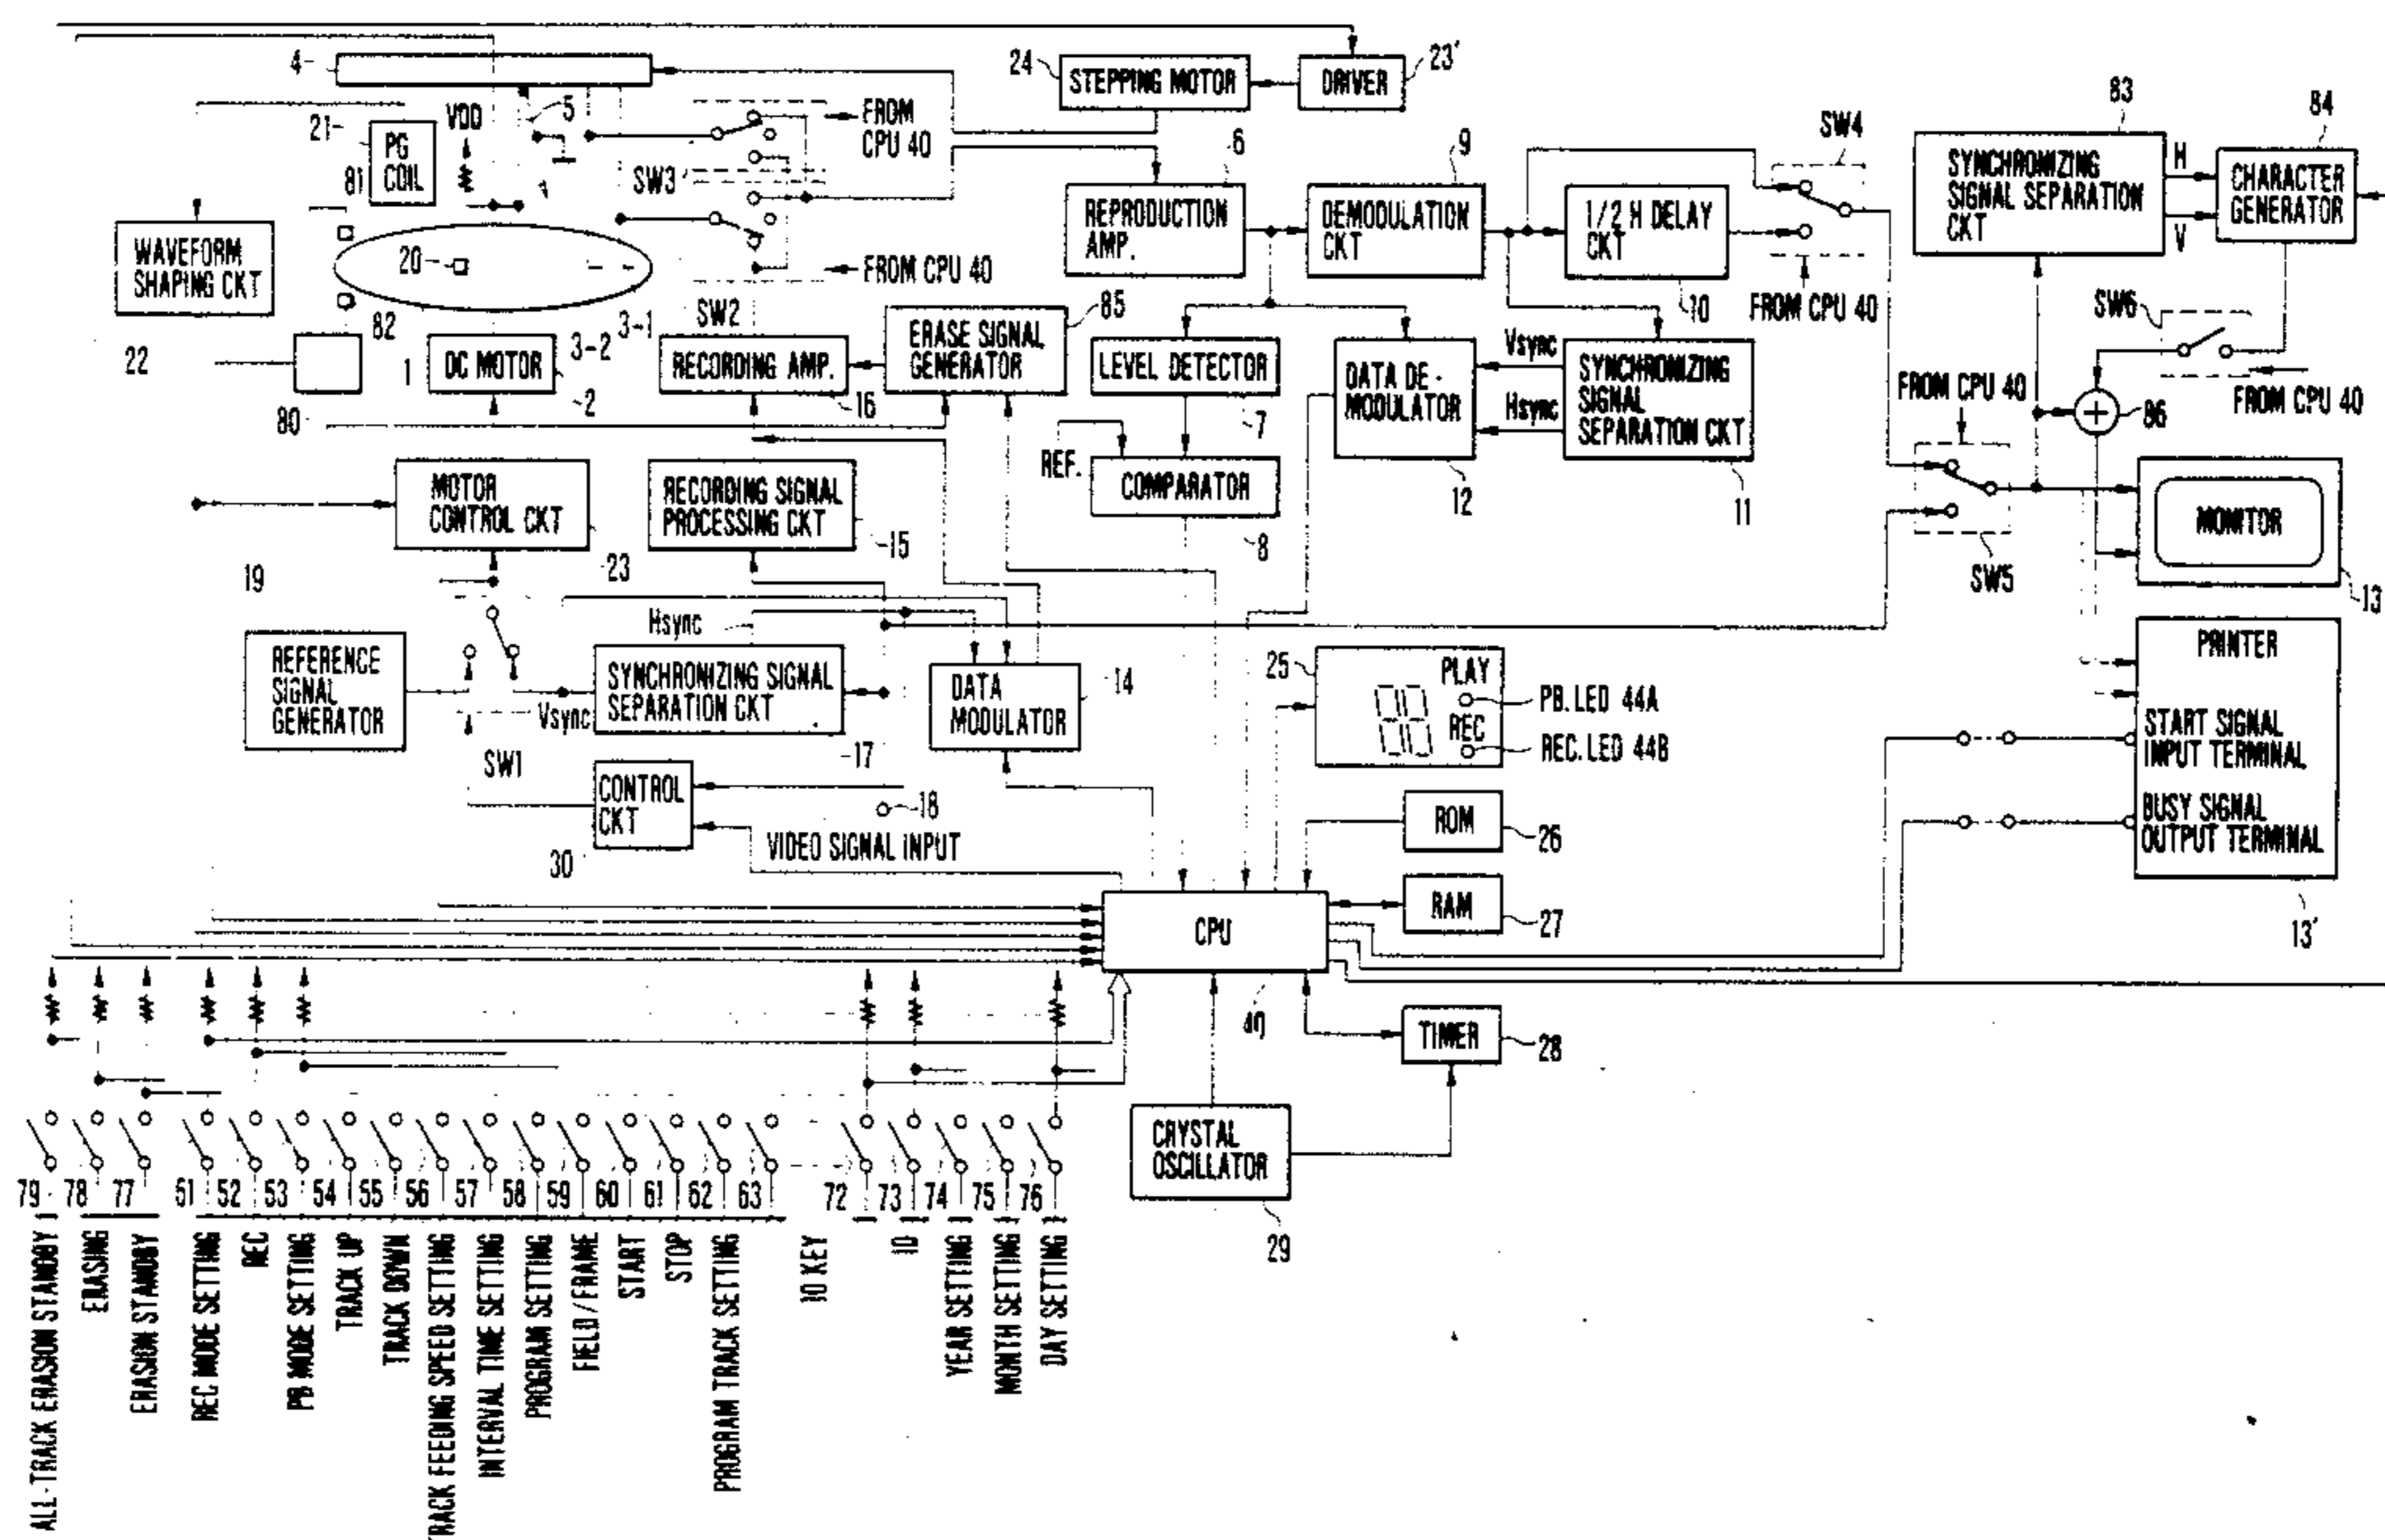 4
21
PG
COIL
81
VDD
5
SW3
FROM
CPU 40
24
STEPPING MOTOR
DRIVER
23'
6
REPRODUCTION
AMP.
9
DEMODULATION
CKT
1/2 H DELAY
CKT
10
SW4
FROM CPU 40
83
SYNCHRONIZING
SIGNAL SEPARATION
CKT
H
V
84
CHARACTER
GENERATOR
WAVEFORM
SHAPING CKT
20
FROM CPU 40
SW2
3-1
3-2
82
22
80
1
DC MOTOR
2
RECORDING AMP.
16
ERASE SIGNAL
GENERATOR
85
LEVEL DETECTOR
7
REF.
COMPARATOR
8
DATA DE-
MODULATOR
12
Vsync
Hsync
SYNCHRONIZING
SIGNAL
SEPARATION CKT
11
SW6
FROM CPU 40
86
FROM CPU 40
SW5
MONITOR
13
MOTOR
CONTROL CKT
23
RECORDING SIGNAL
PROCESSING CKT
15
19
REFERENCE
SIGNAL
GENERATOR
SW1
Hsync
Vsync
SYNCHRONIZING SIGNAL
SEPARATION CKT
17
DATA
MODULATOR
14
25
PLAY
REC
PB.LED 44A
REC.LED 44B
PRINTER
START SIGNAL
INPUT TERMINAL
BUSY SIGNAL
OUTPUT TERMINAL
13'
CONTROL
CKT
30
18
VIDEO SIGNAL INPUT
ROM
26
RAM
27
CPU
40
TIMER
28
CRYSTAL
OSCILLATOR
29
79
78
77
51
52
53
54
55
56
57
58
59
60
61
62
63
72
73
74
75
76
ALL-TRACK ERASION STANDBY
ERASING
ERASION STANDBY
REC MODE SETTING
REC
PB MODE SETTING
TRACK UP
TRACK DOWN
TRACK FEEDING SPEED SETTING
INTERVAL TIME SETTING
PROGRAM SETTING
FIELD/FRAME
START
STOP
PROGRAM TRACK SETTING
10 KEY
ID
YEAR SETTING
MONTH SETTING
DAY SETTING